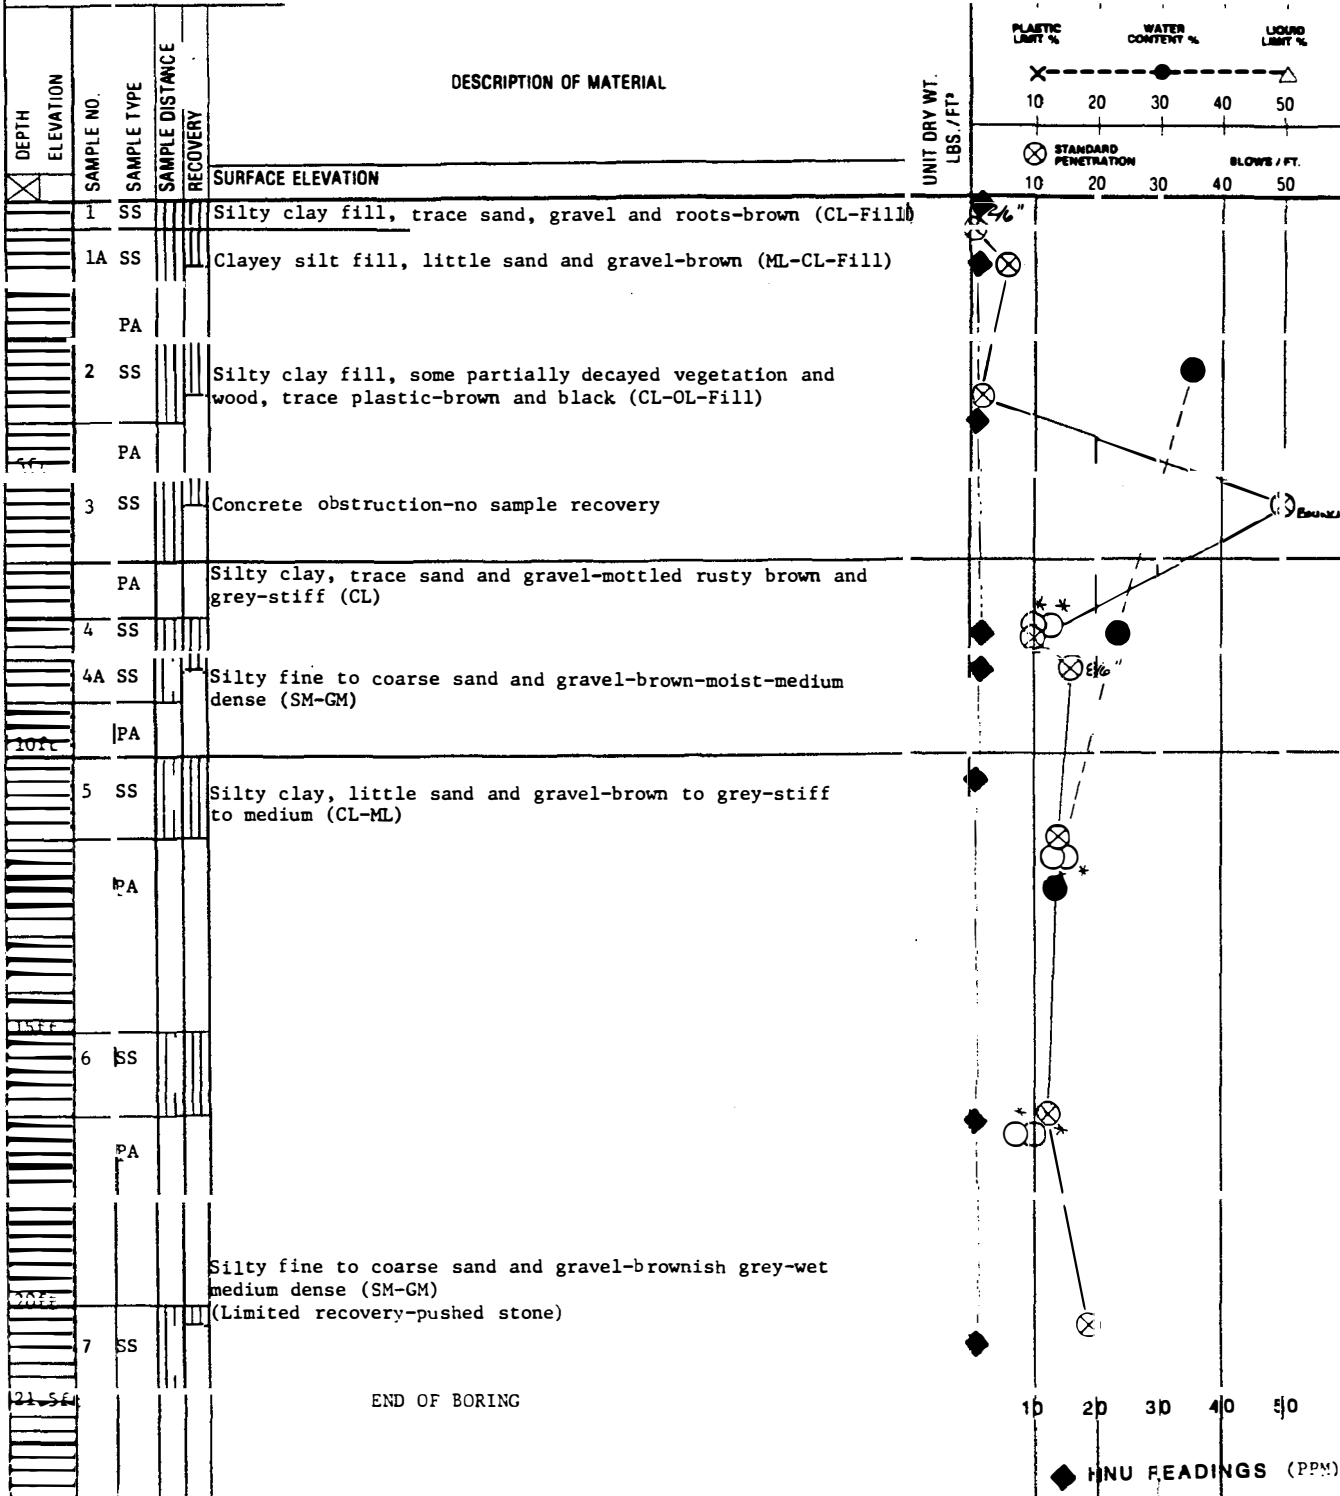 DEPTH
ELEVATION
SAMPLE NO.
SAMPLE TYPE
SAMPLE DISTANCE
RECOVERY
DESCRIPTION OF MATERIAL
SURFACE ELEVATION
UNIT DRY WT.
LBS./FT³
PLASTIC
LIMIT %
WATER
CONTENT %
LIQUID
LIMIT %
10 20 30 40 50
STANDARD
PENETRATION
BLOWS / FT.
10 20 30 40 50
1 SS Silty clay fill, trace sand, gravel and roots-brown (CL-Fill)
2/6"
1A SS Clayey silt fill, little sand and gravel-brown (ML-CL-Fill)
PA
2 SS Silty clay fill, some partially decayed vegetation and
wood, trace plastic-brown and black (CL-OL-Fill)
PA
3 SS Concrete obstruction-no sample recovery
PA Silty clay, trace sand and gravel-mottled rusty brown and
grey-stiff (CL)
* *
4 SS
4A SS Silty fine to coarse sand and gravel-brown-moist-medium
dense (SM-GM)
PA
10ft
5 SS Silty clay, little sand and gravel-brown to grey-stiff
to medium (CL-ML)
*
PA
15ft
6 SS
* *
PA
Silty fine to coarse sand and gravel-brownish grey-wet
medium dense (SM-GM)
20ft
(Limited recovery-pushed stone)
7 SS
21.5ft
END OF BORING
10 20 30 40 50
HNU READINGS (PPM)